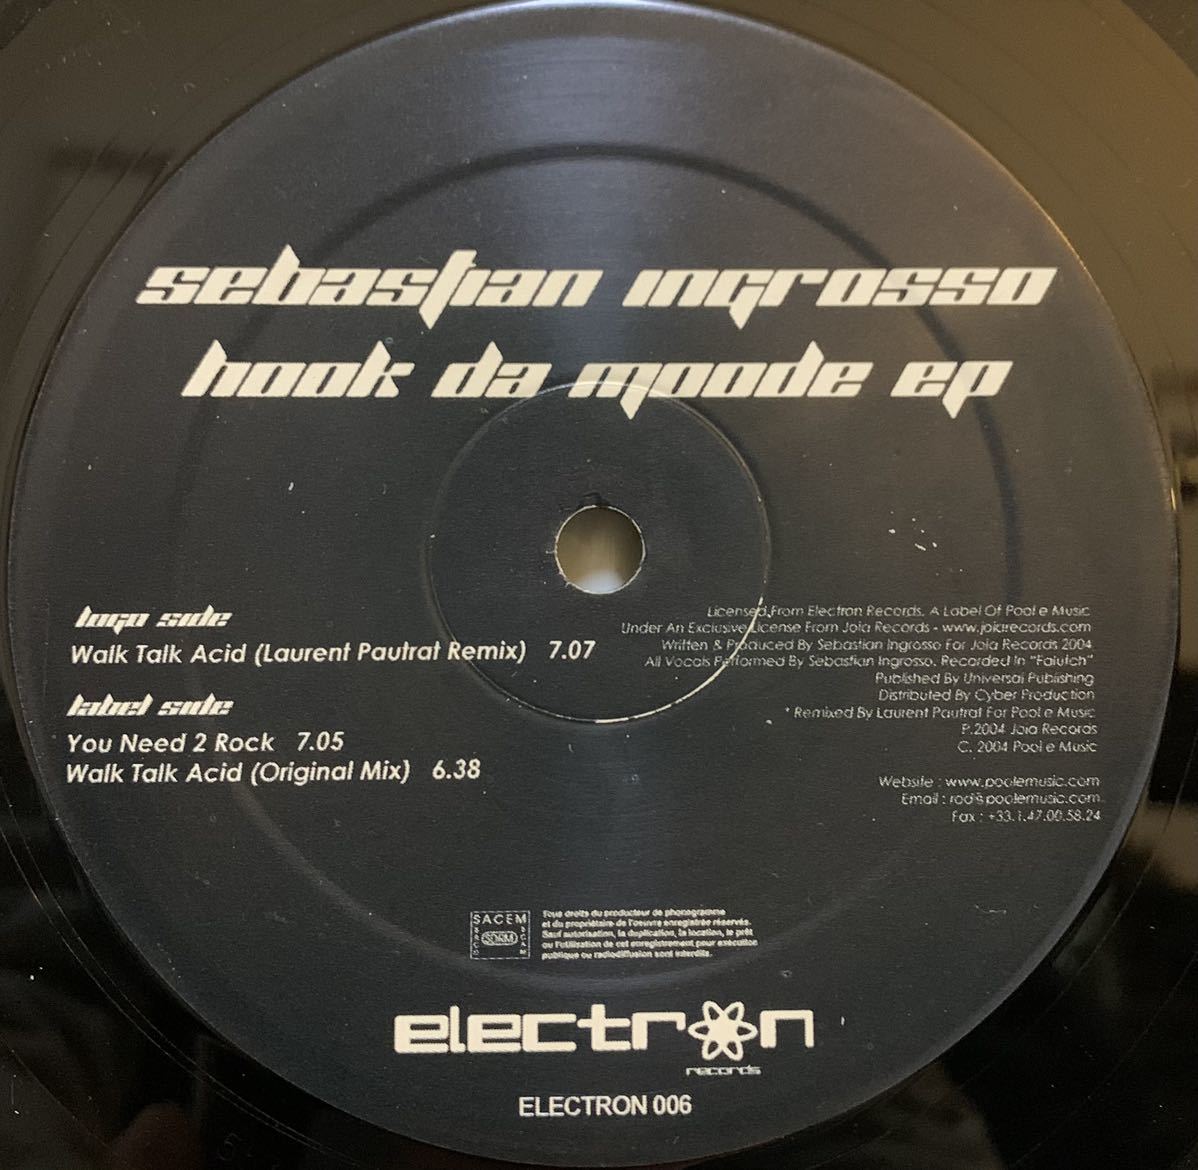 sebastian ingrosso
hook da moode ep
logo side
Walk Talk Acid (Laurent Pautrat Remix) 7.07
label side
You Need 2 Rock 7.05
Walk Talk Acid (Original Mix) 6.38
Licensed From Electron Records. A Label Of Pool e Music
Under An Exclusive License From Joia Records - www.joiarecords.com
Written & Produced By Sebastian Ingrosso For Joia Records 2004
All Vocals Performed By Sebastian Ingrosso. Recorded In "Falutch"
Published By Universal Publishing
Distributed By Cyber Production
* Remixed By Laurent Pautrat For Pool e Music
P. 2004 Joia Records
C. 2004 Pool e Music
Website : www.poolemusic.com
Email : rod@poolemusic.com
Fax : +33.1.47.00.58.24
SACEM
SDRM
Tous droits du producteur de phonogramme
et du propriétaire de l'oeuvre enregistrée réservés.
Sauf autorisation, la duplication, la location, le prêt
ou l'utilisation de cet enregistrement pour exécution
publique ou radiodiffusion sont interdits.
electron
records
ELECTRON 006